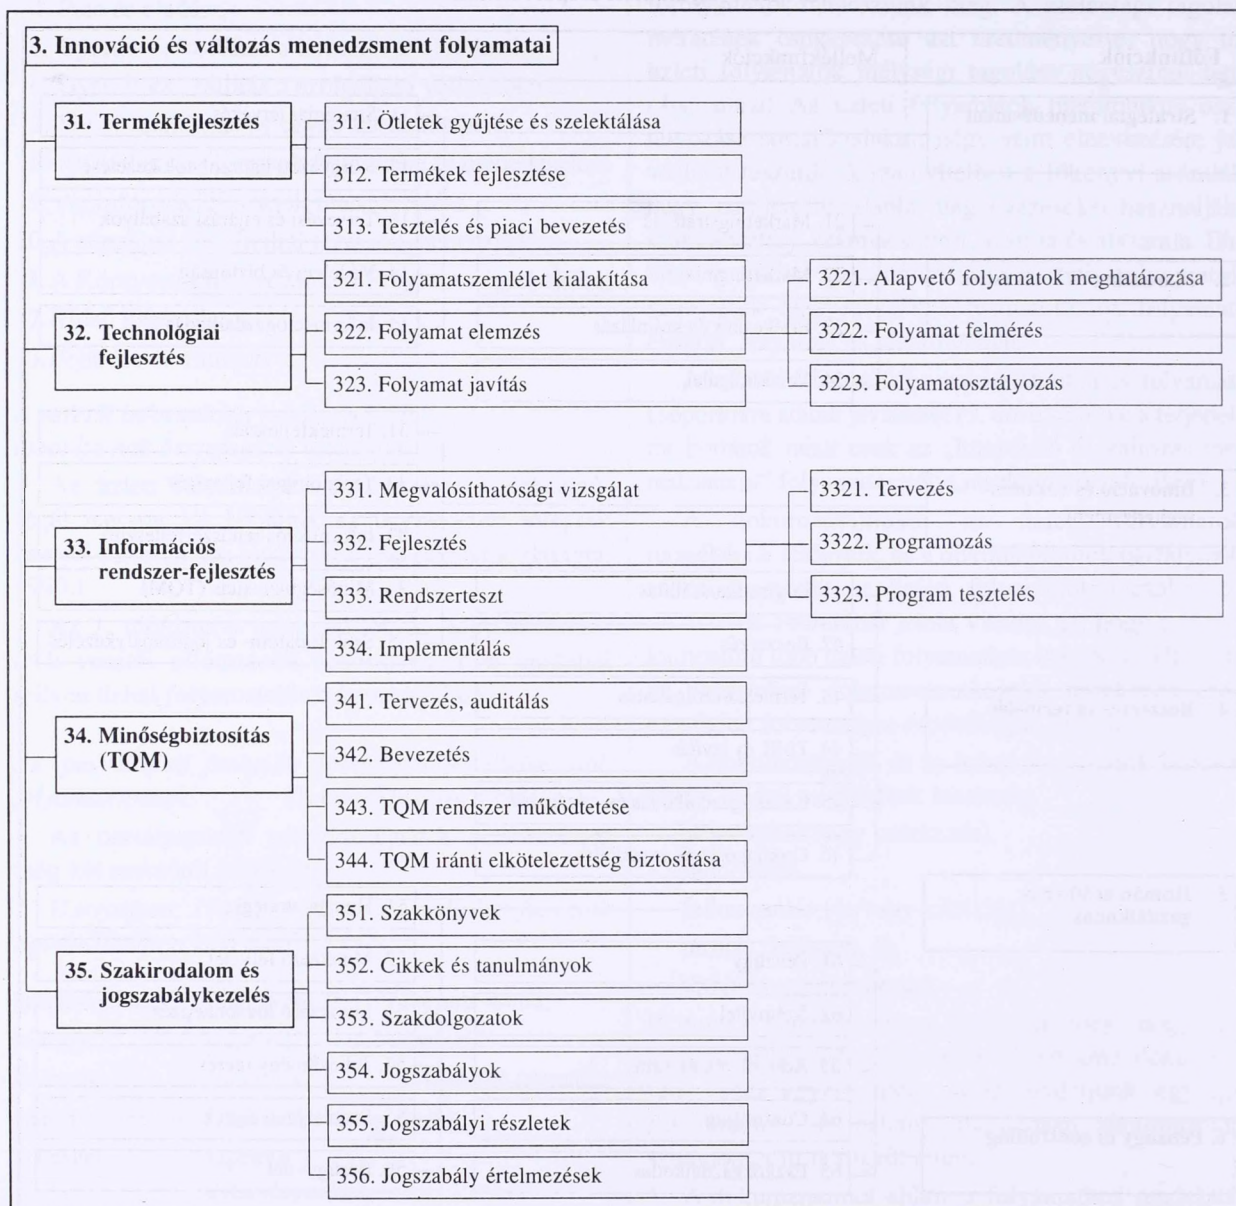 3. Innováció és változás menedzsment folyamatai
31. Termékfejlesztés
311. Ötletek gyűjtése és szelektálása
312. Termékek fejlesztése
313. Tesztelés és piaci bevezetés
32. Technológiai
fejlesztés
321. Folyamatszemlélet kialakítása
322. Folyamat elemzés
323. Folyamat javítás
3221. Alapvető folyamatok meghatározása
3222. Folyamat felmérés
3223. Folyamatosztályozás
33. Információs
rendszer-fejlesztés
331. Megvalósíthatósági vizsgálat
332. Fejlesztés
333. Rendszerteszt
334. Implementálás
3321. Tervezés
3322. Programozás
3323. Program tesztelés
34. Minőségbiztosítás
(TQM)
341. Tervezés, auditálás
342. Bevezetés
343. TQM rendszer működtetése
344. TQM iránti elkötelezettség biztosítása
35. Szakirodalom és
jogszabálykezelés
351. Szakkönyvek
352. Cikkek és tanulmányok
353. Szakdolgozatok
354. Jogszabályok
355. Jogszabályi részletek
356. Jogszabály értelmezések